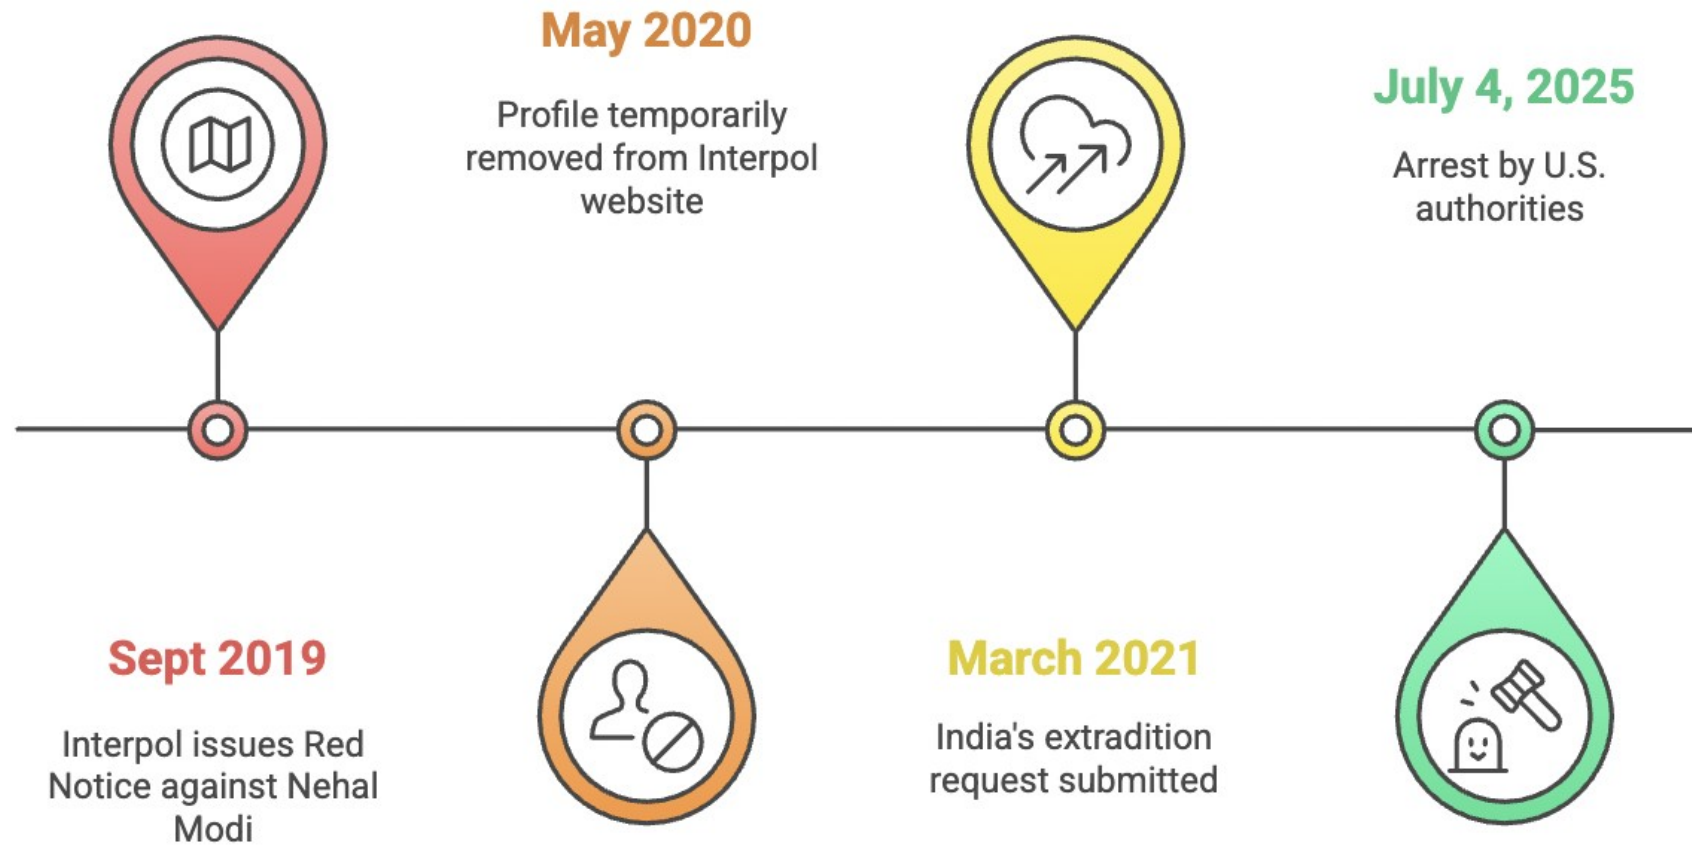 Sept 2019
Interpol issues Red
Notice against Nehal
Modi
May 2020
Profile temporarily
removed from Interpol
website
March 2021
India's extradition
request submitted
July 4, 2025
Arrest by U.S.
authorities